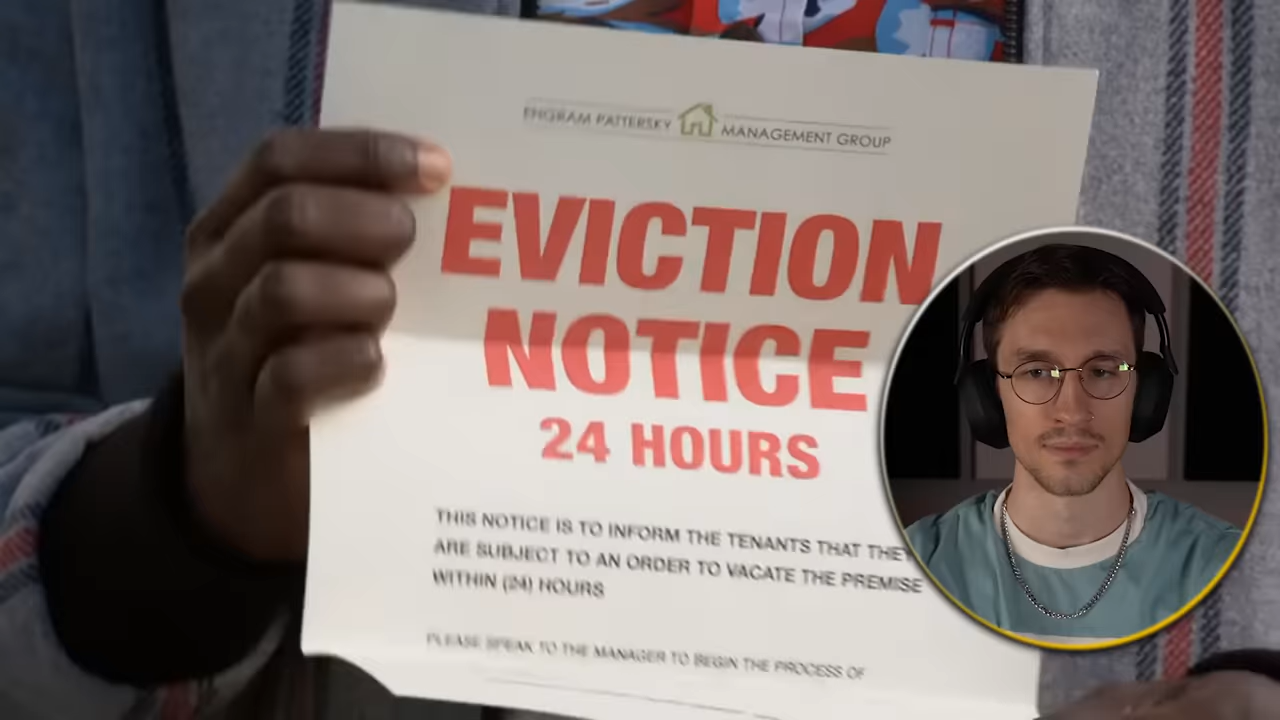 ENGRAM PATTERSKY MANAGEMENT GROUP
EVICTION
NOTICE
24 HOURS
THIS NOTICE IS TO INFORM THE TENANTS THAT THEY
ARE SUBJECT TO AN ORDER TO VACATE THE PREMISE
WITHIN (24) HOURS
PLEASE SPEAK TO THE MANAGER TO BEGIN THE PROCESS OF